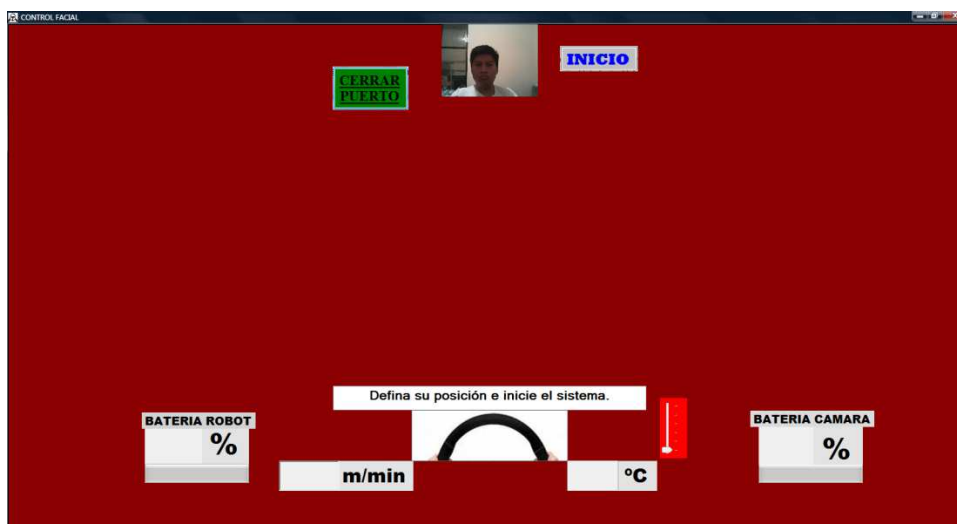 CONTROL FACIAL
CERRAR
PUERTO
INICIO
Defina su posición e inicie el sistema.
BATERIA ROBOT
%
m/min
ºC
BATERIA CAMARA
%